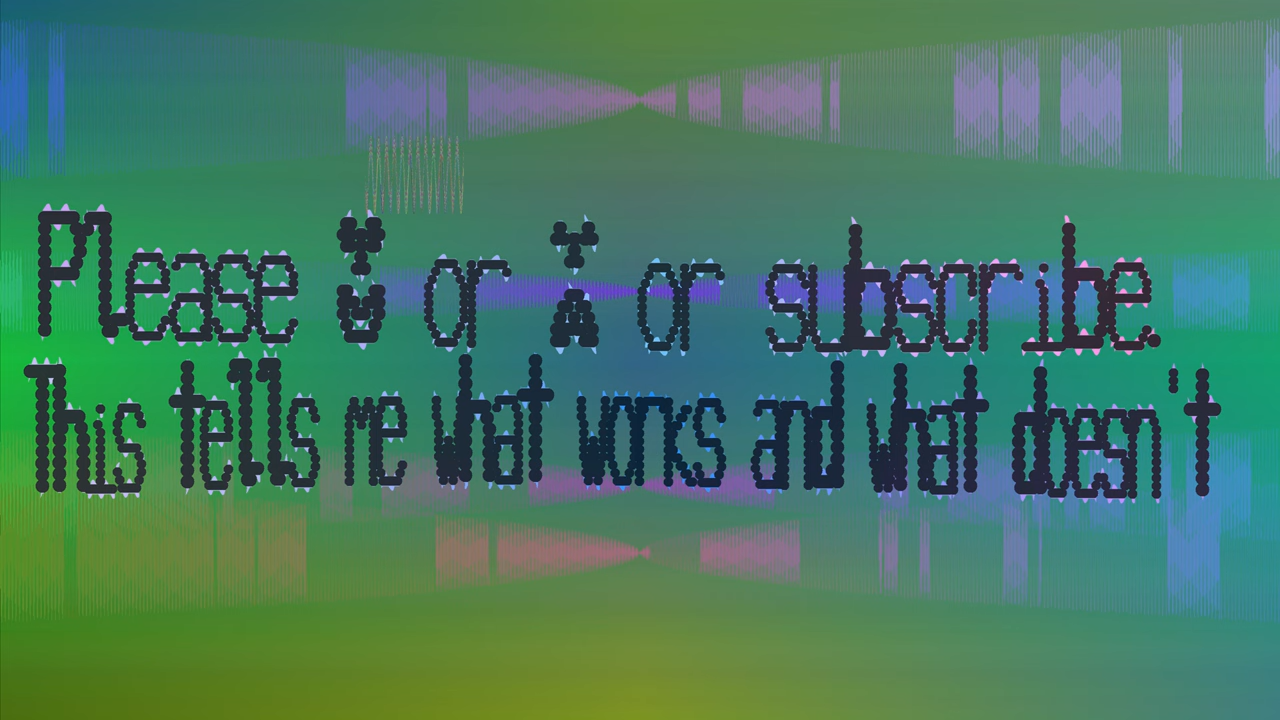 Please or or subscribe.
This tells me what works and what doesn't